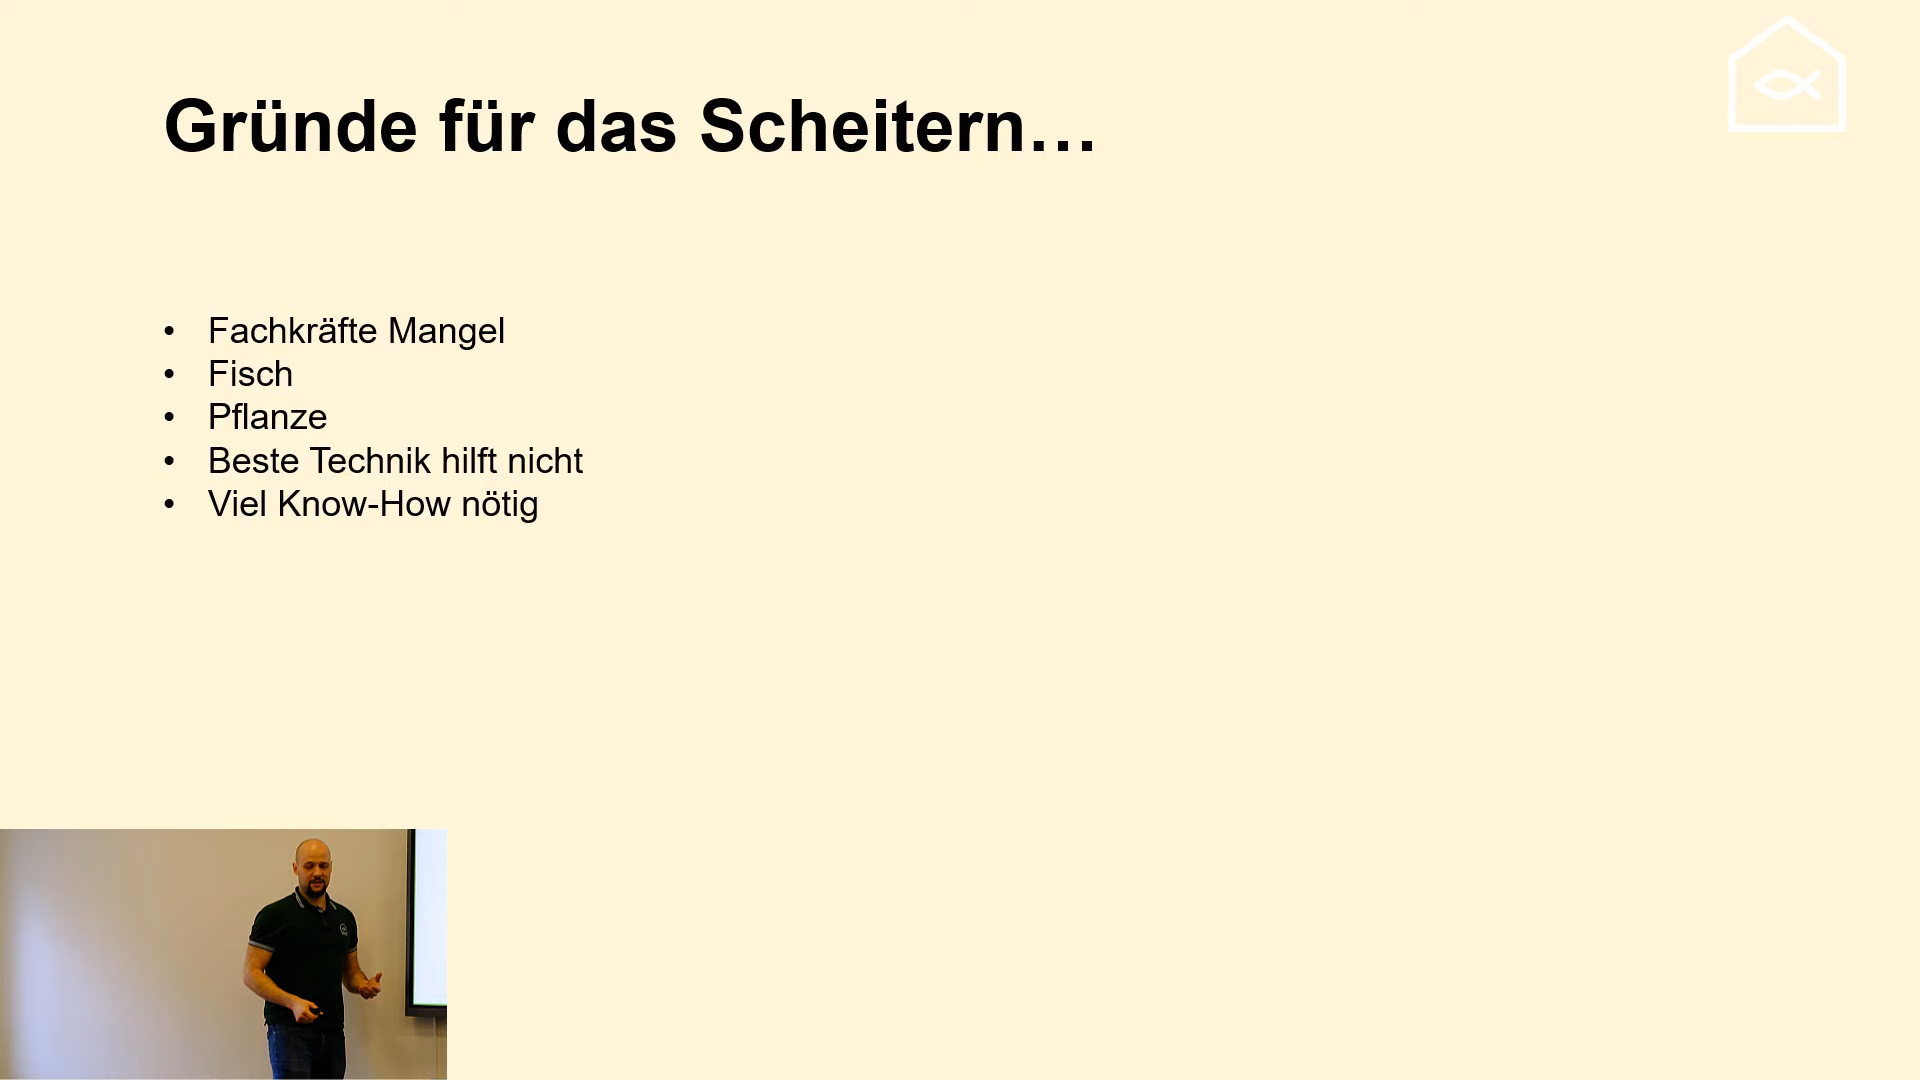 Gründe für das Scheitern…
• Fachkräfte Mangel
• Fisch
• Pflanze
• Beste Technik hilft nicht
• Viel Know-How nötig